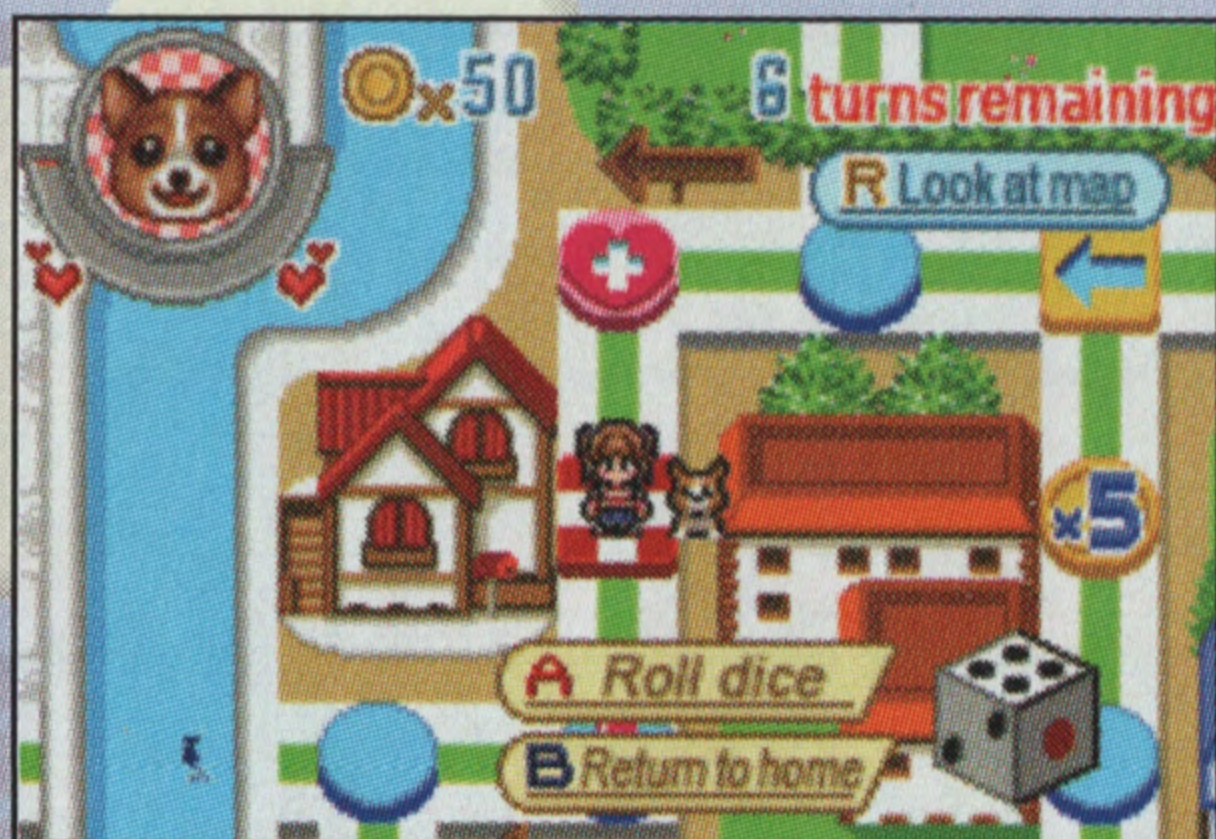 x50
6 turns remaining
R Look at map
x5
A Roll dice
B Return to home